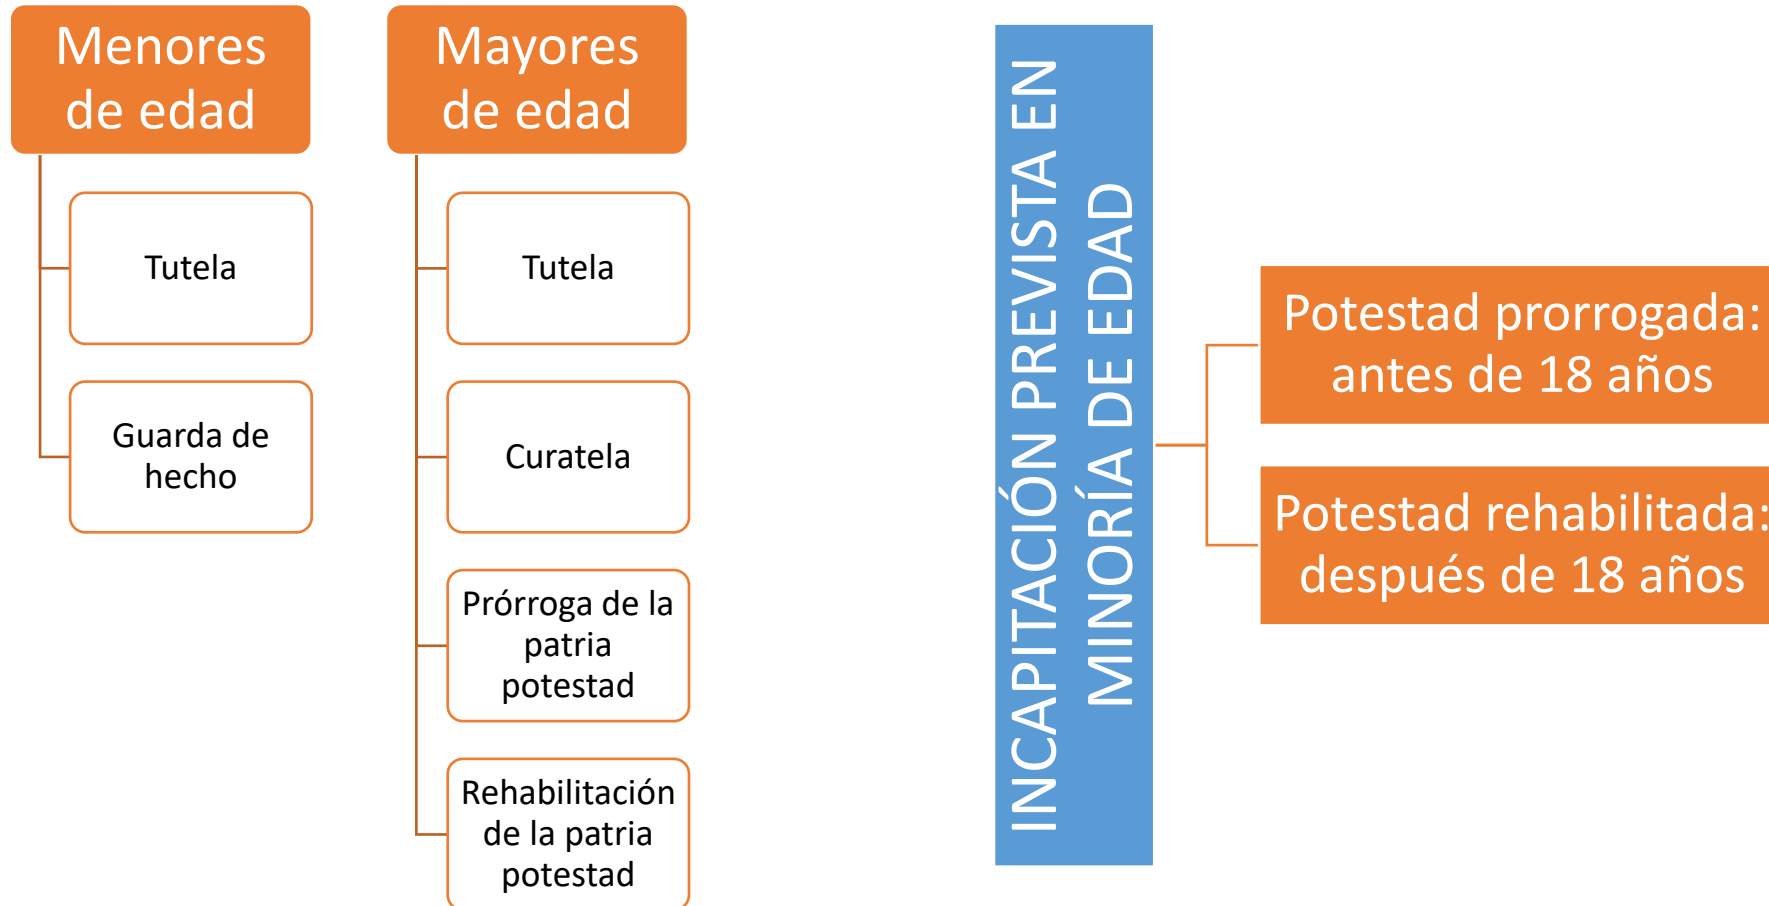 Menores
de edad
Tutela
Guarda de
hecho
Mayores
de edad
Tutela
Curatela
Prórroga de la
patria
potestad
Rehabilitación
de la patria
potestad
INCAPITACIÓN PREVISTA EN
MINORÍA DE EDAD
Potestad prorrogada:
antes de 18 años
Potestad rehabilitada:
después de 18 años